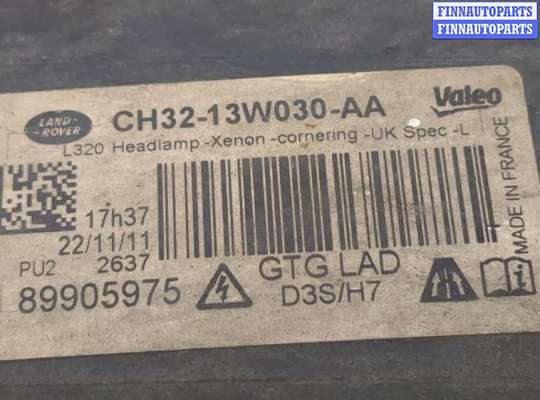 FINNAUTOPARTS
FINNAUTOPARTS
LAND-
-ROVER
CH32-13W030-AA
Valeo
L320 Headlamp -Xenon -cornering -UK Spec -L
17h37
22/11/11
PU2 2637
89905975
GTG LAD
D3S/H7
MADE IN FRANCE